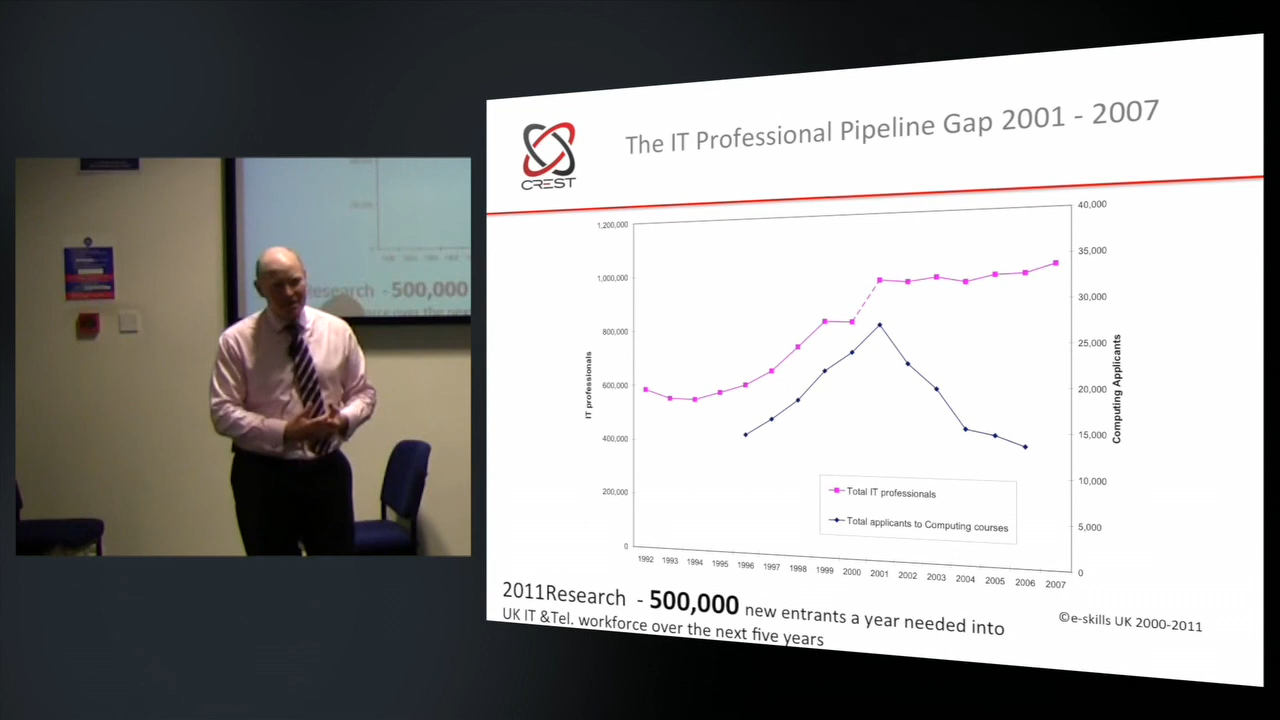 CREST
The IT Professional Pipeline Gap 2001 - 2007
1,200,000
1,000,000
800,000
600,000
400,000
200,000
0
IT professionals
40,000
35,000
30,000
25,000
20,000
15,000
10,000
5,000
0
Computing Applicants
Total IT professionals
Total applicants to Computing courses
1992 1993 1994 1995 1996 1997 1998 1999 2000 2001 2002 2003 2004 2005 2006 2007
2011Research - 500,000 new entrants a year needed into
UK IT &Tel. workforce over the next five years
©e-skills UK 2000-2011
esearch - 500,000